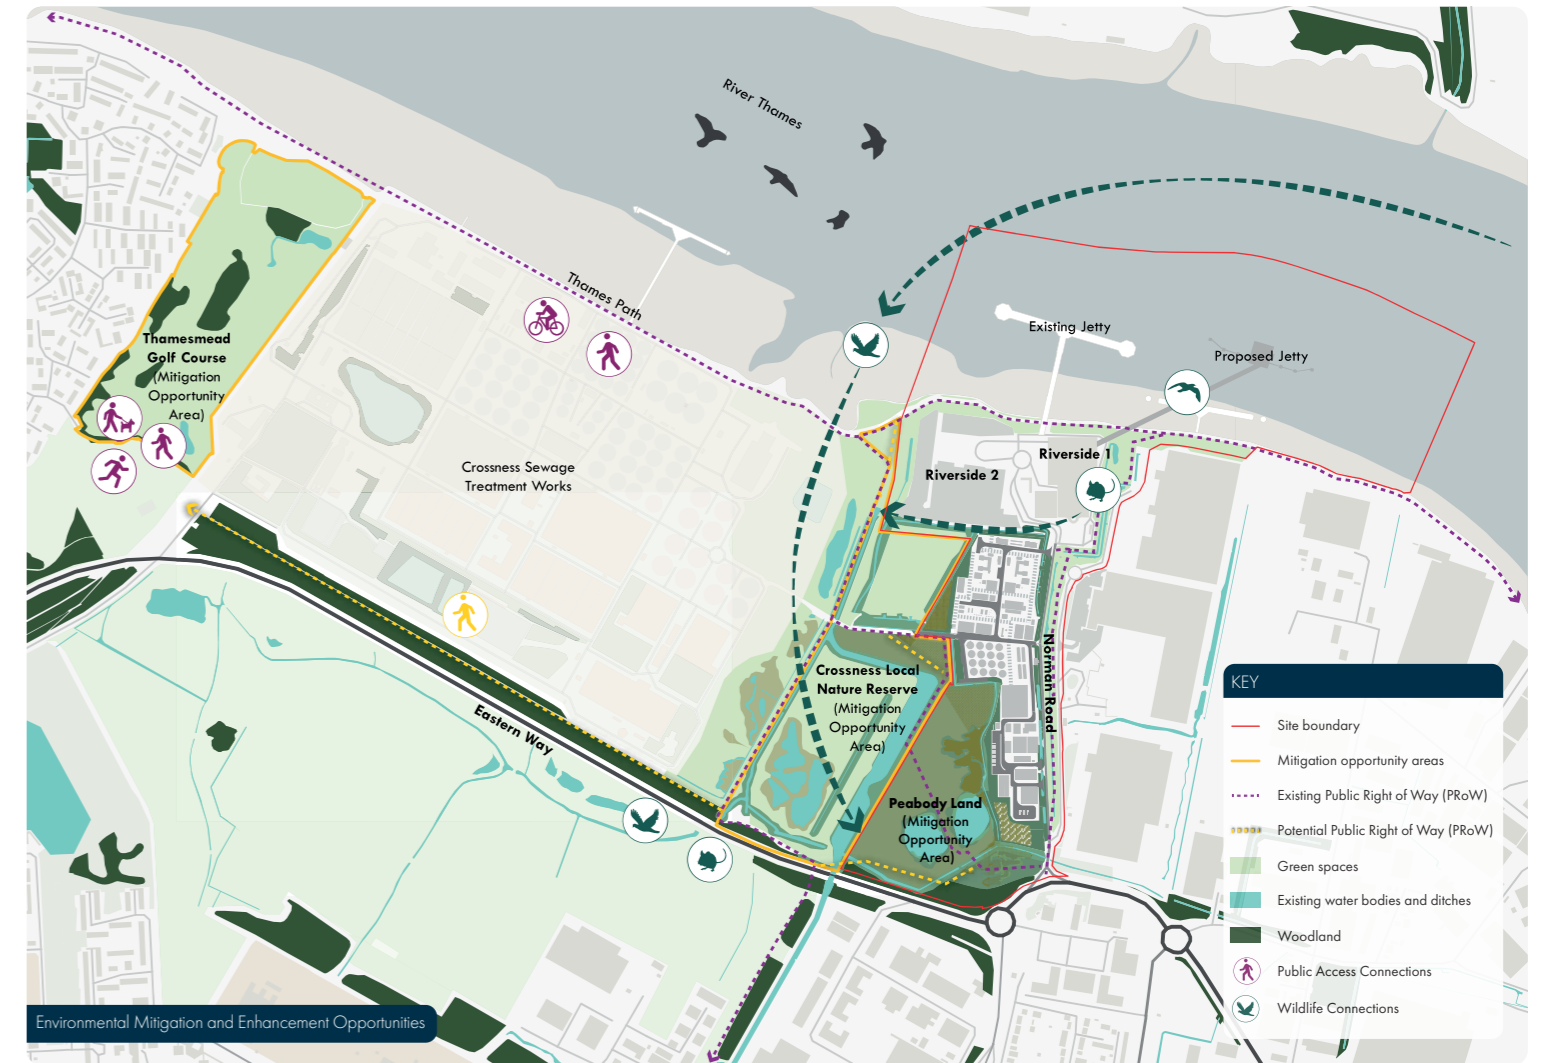 River Thames
Thames Path
Existing Jetty
Proposed Jetty
Thamesmead
Golf Course
(Mitigation
Opportunity
Area)
Crossness Sewage
Treatment Works
Riverside 1
Riverside 2
Norman Road
Crossness Local
Nature Reserve
(Mitigation
Opportunity
Area)
Eastern Way
Peabody Land
(Mitigation
Opportunity
Area)
KEY
Site boundary
Mitigation opportunity areas
Existing Public Right of Way (PRoW)
Potential Public Right of Way (PRoW)
Green spaces
Existing water bodies and ditches
Woodland
Public Access Connections
Wildlife Connections
Environmental Mitigation and Enhancement Opportunities